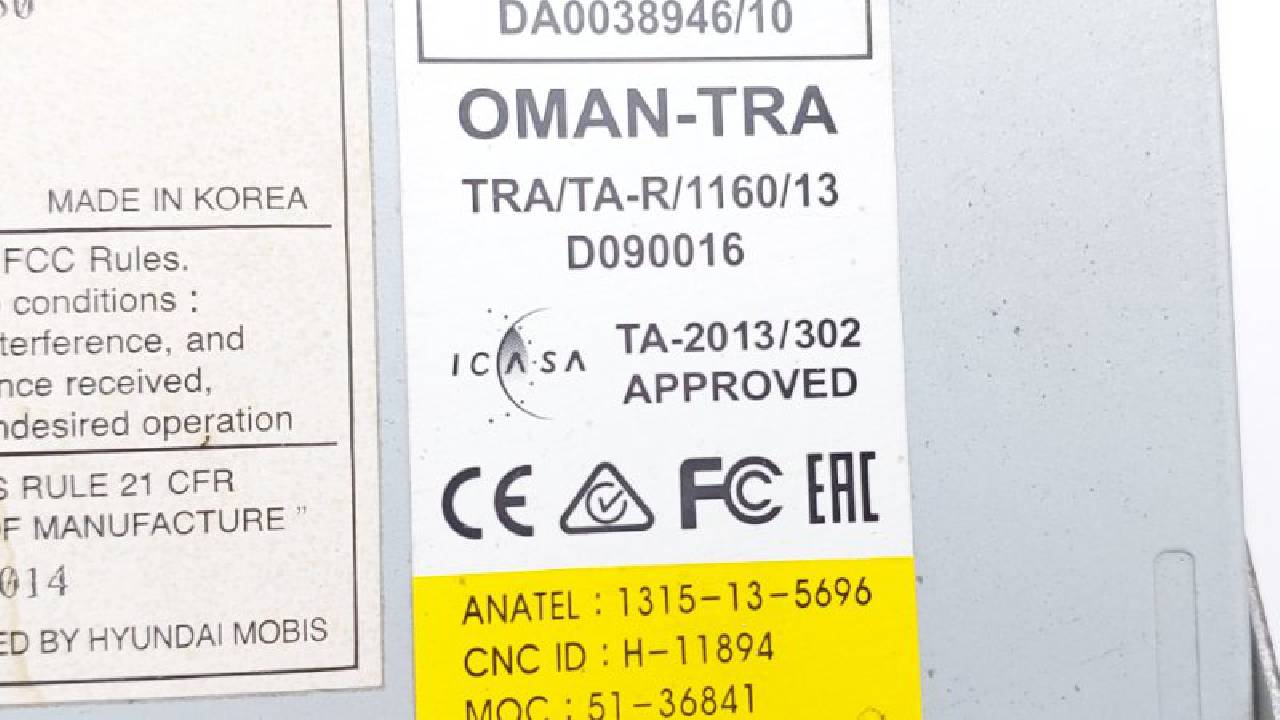 MADE IN KOREA
FCC Rules.
conditions :
terference, and
nce received,
ndesired operation
S RULE 21 CFR
OF MANUFACTURE ”
014
ED BY HYUNDAI MOBIS
DA0038946/10
OMAN-TRA
TRA/TA-R/1160/13
D090016
ICASA
TA-2013/302
APPROVED
CE FC EAC
ANATEL : 1315-13-5696
CNC ID : H-11894
MOC : 51-36841